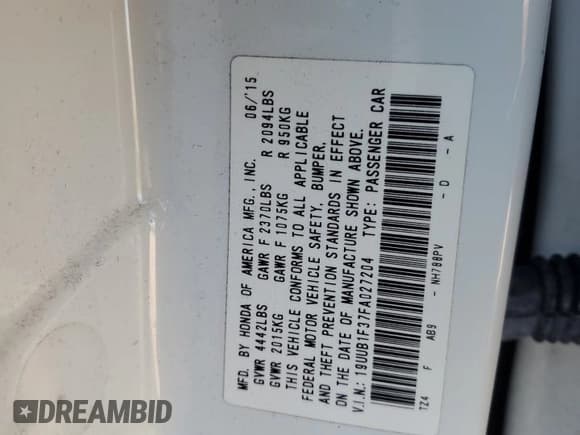 MFD. BY HONDA OF AMERICA MFG., INC. 06/'15
GVWR 4442LBS GAWR F 2370LBS R 2094LBS
GVWR 2015KG GAWR F 1075KG R 950KG
THIS VEHICLE CONFORMS TO ALL APPLICABLE
FEDERAL MOTOR VEHICLE SAFETY, BUMPER,
AND THEFT PREVENTION STANDARDS IN EFFECT
ON THE DATE OF MANUFACTURE SHOWN ABOVE.
V.I.N.: 19UUB1F37FA027204 TYPE: PASSENGER CAR
TZ4 F AB9 - NH788PV - D - A
DREAMBID